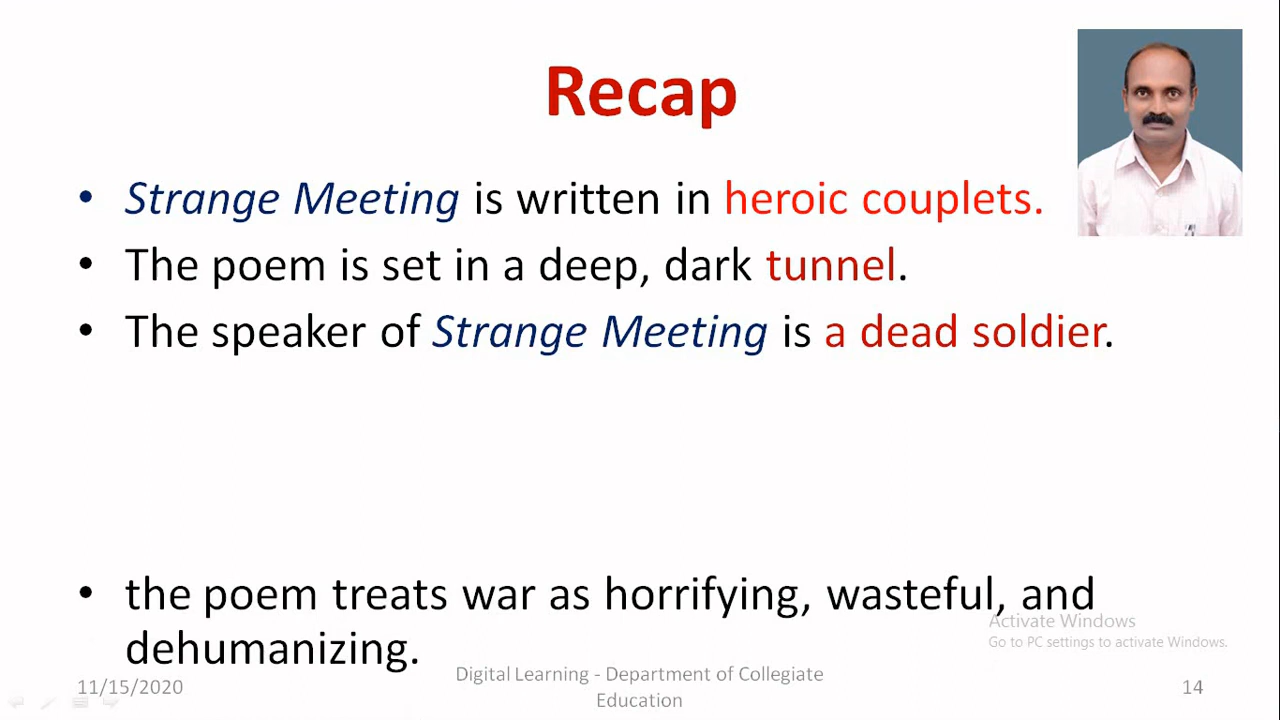 Recap
• Strange Meeting is written in heroic couplets.
• The poem is set in a deep, dark tunnel.
• The speaker of Strange Meeting is a dead soldier.
• the poem treats war as horrifying, wasteful, and
dehumanizing.
Activate Windows
Go to PC settings to activate Windows.
11/15/2020
Digital Learning - Department of Collegiate
Education
14